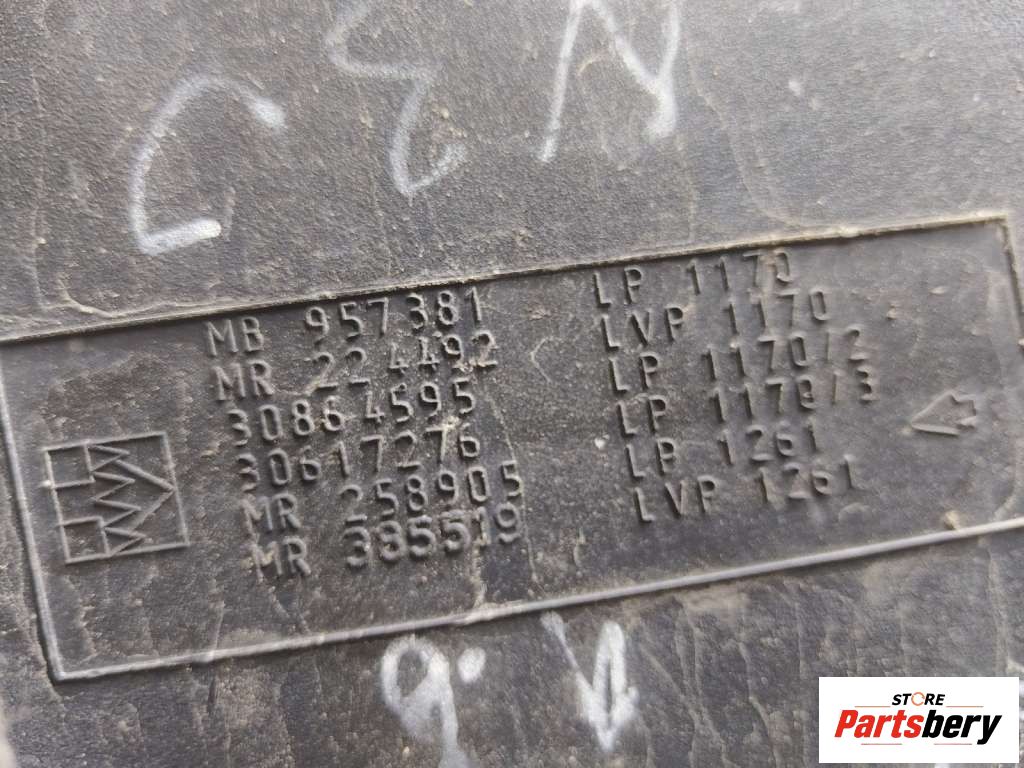 MB 957381
MR 224492
30864595
30617276
MR 258905
MR 385519
LP 1170
LVP 1170
LP 1170/2
LP 1170/3
LP 1261
LVP 1261
STORE
Partsbery